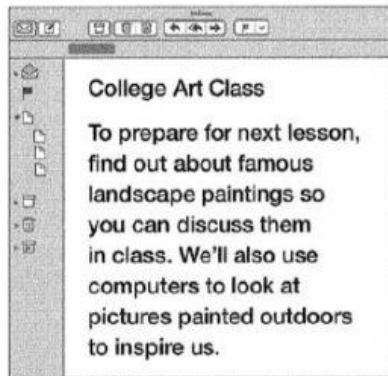 College Art Class
To prepare for next lesson,
find out about famous
landscape paintings so
you can discuss them
in class. We'll also use
computers to look at
pictures painted outdoors
to inspire us.